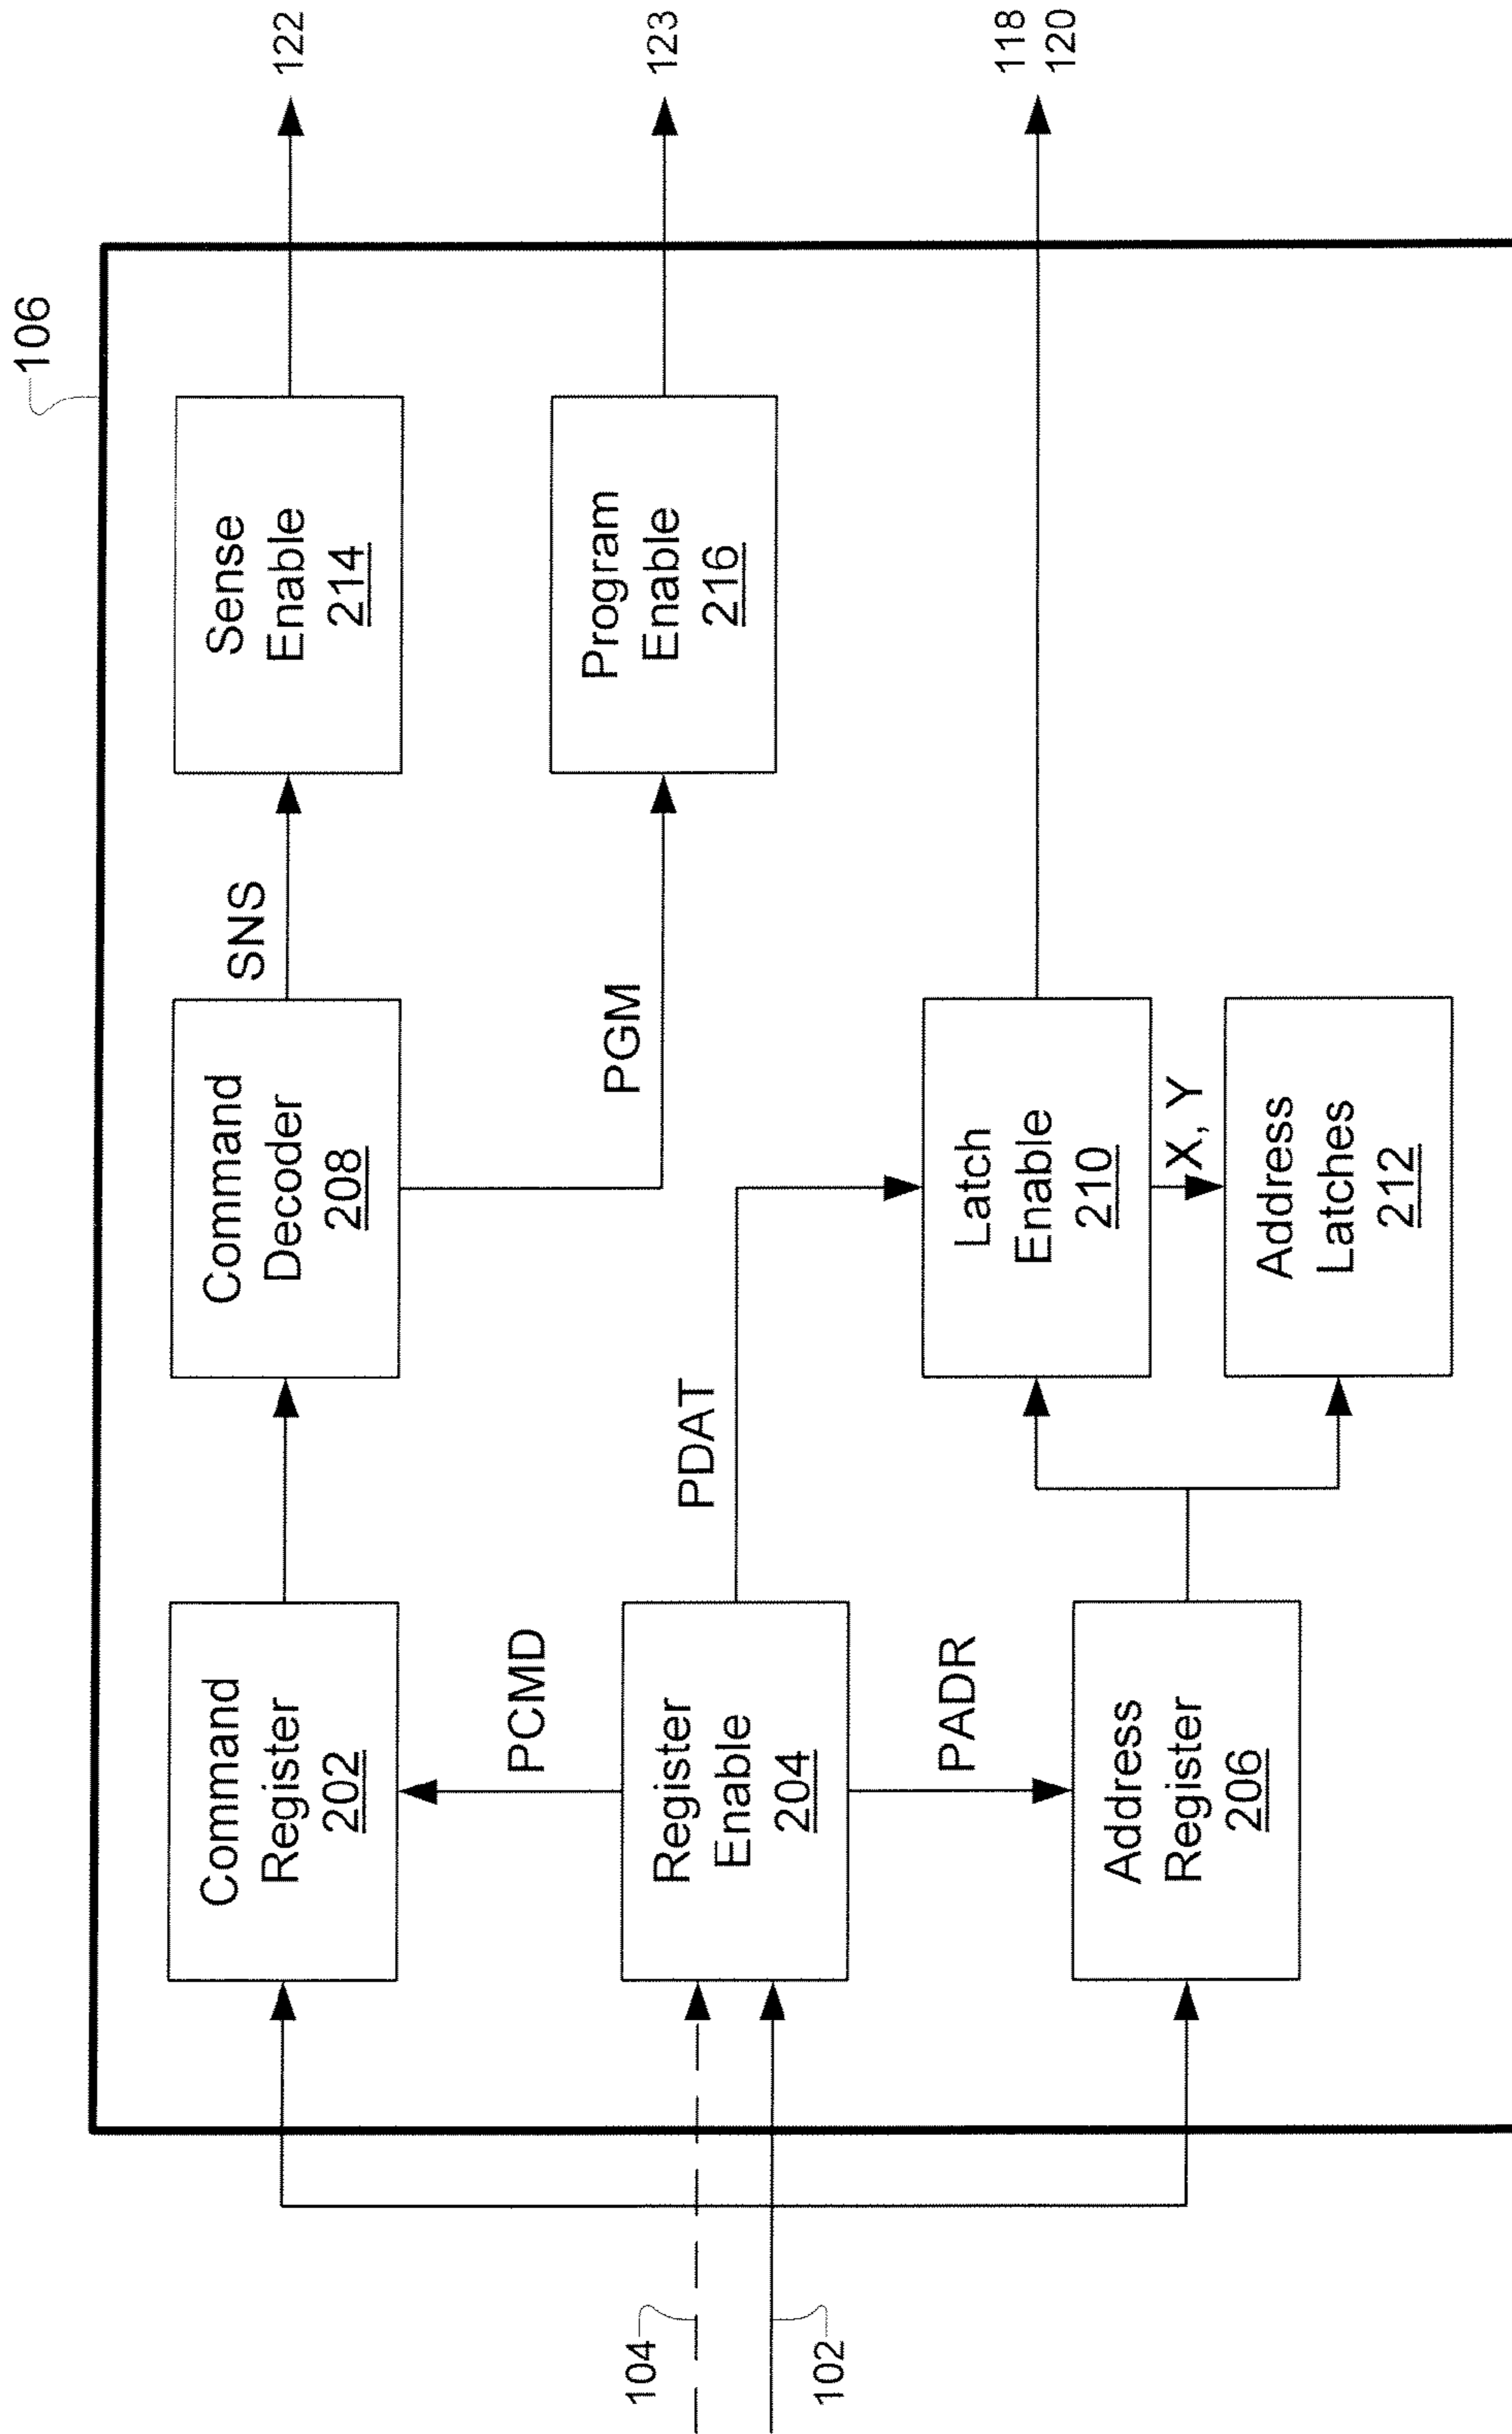 106
Command
Register
202
Command
Decoder
208
SNS
Sense
Enable
214
122
PCMD
PGM
Program
Enable
216
123
104
102
Register
Enable
204
PDAT
PADR
Latch
Enable
210
118
120
X, Y
Address
Register
206
Address
Latches
212